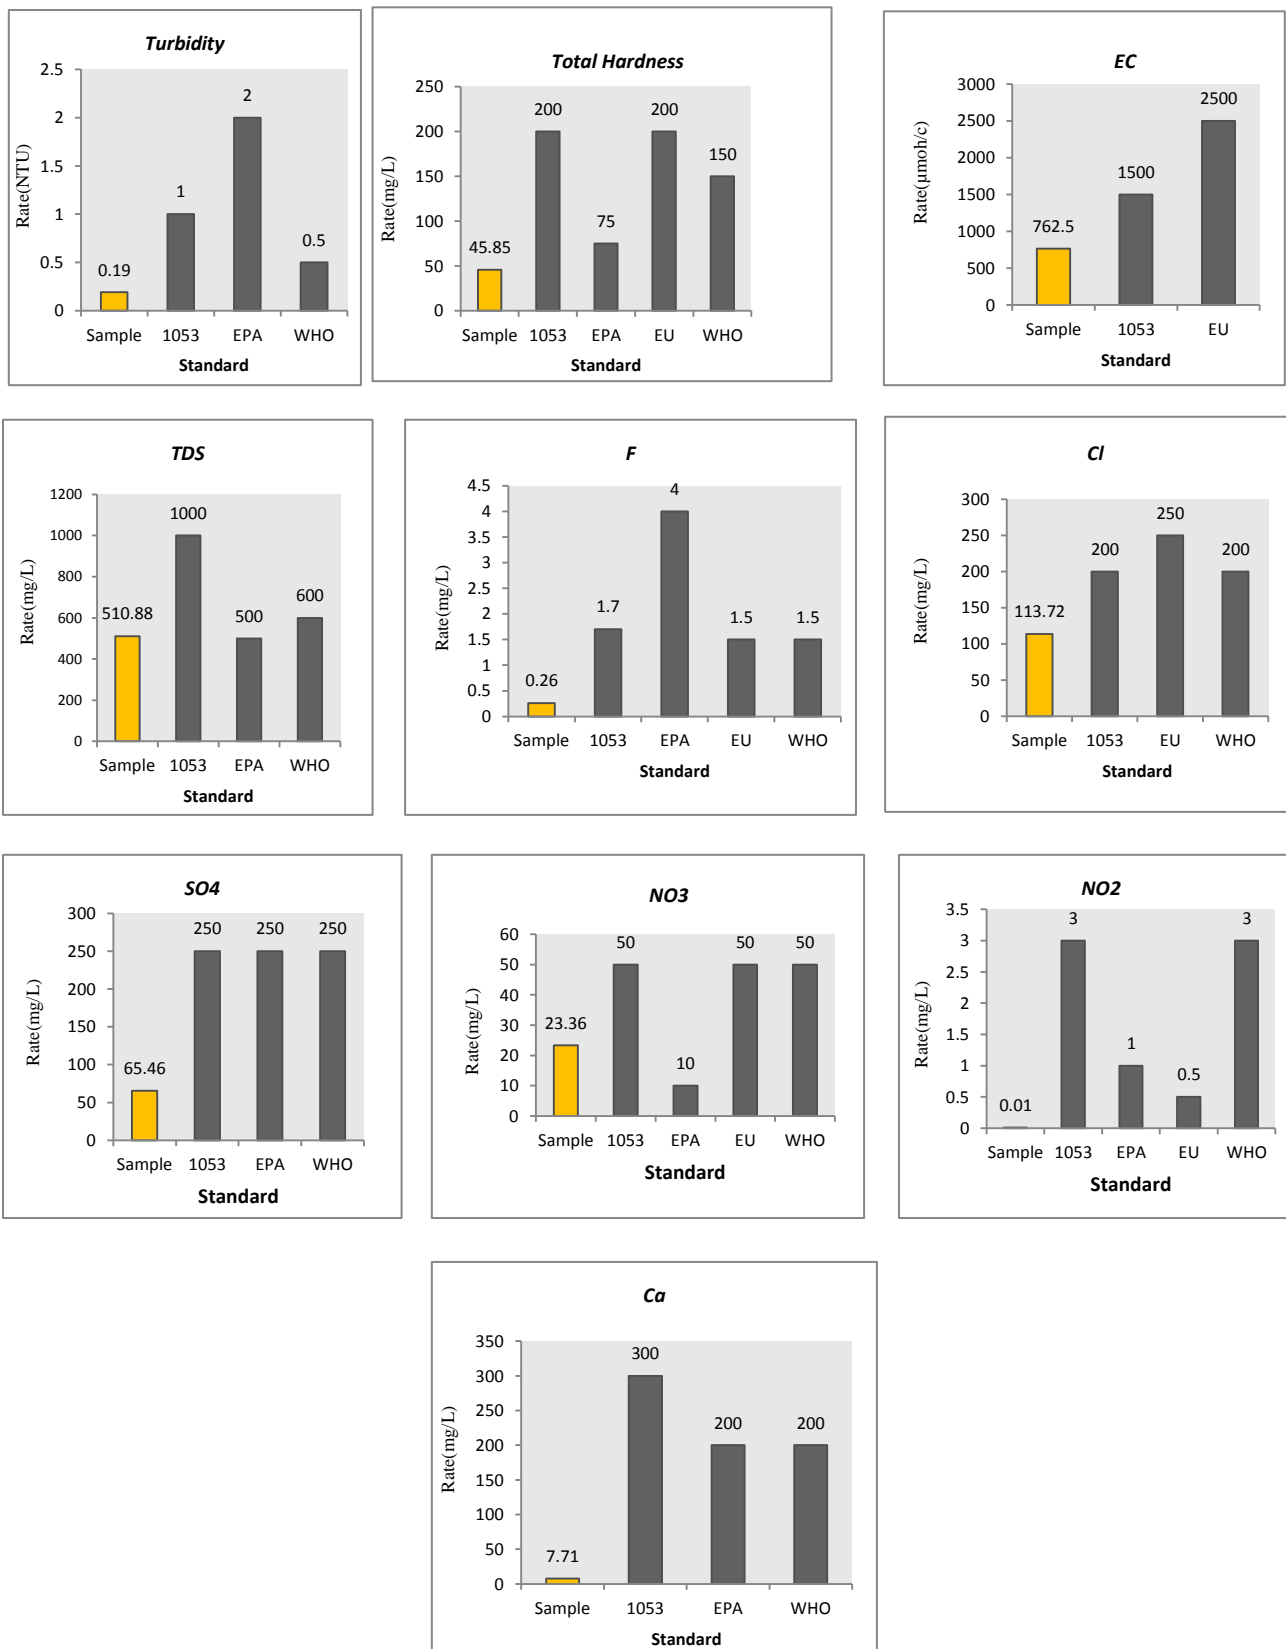 Turbidity
2.5
2
1.5
1
0.5
0
Rate(NTU)
0.19
1
2
0.5
Sample 1053 EPA WHO
Standard
Total Hardness
250
200
150
100
50
0
Rate(mg/L)
45.85
200
75
200
150
Sample 1053 EPA EU WHO
Standard
EC
3000
2500
2000
1500
1000
500
0
Rate(µmoh/c)
762.5
1500
2500
Sample 1053 EU
Standard
TDS
1200
1000
800
600
400
200
0
Rate(mg/L)
510.88
1000
500
600
Sample 1053 EPA WHO
Standard
F
4.5
4
3.5
3
2.5
2
1.5
1
0.5
0
Rate(mg/L)
0.26
1.7
4
1.5
1.5
Sample 1053 EPA EU WHO
Standard
Cl
300
250
200
150
100
50
0
Rate(mg/L)
113.72
200
250
200
Sample 1053 EU WHO
Standard
SO4
300
250
200
150
100
50
0
Rate(mg/L)
65.46
250
250
250
Sample 1053 EPA WHO
Standard
NO3
60
50
40
30
20
10
0
Rate(mg/L)
23.36
50
10
50
50
Sample 1053 EPA EU WHO
Standard
NO2
3.5
3
2.5
2
1.5
1
0.5
0
Rate(mg/L)
0.01
3
1
0.5
3
Sample 1053 EPA EU WHO
Standard
Ca
350
300
250
200
150
100
50
0
Rate(mg/L)
7.71
300
200
200
Sample 1053 EPA WHO
Standard